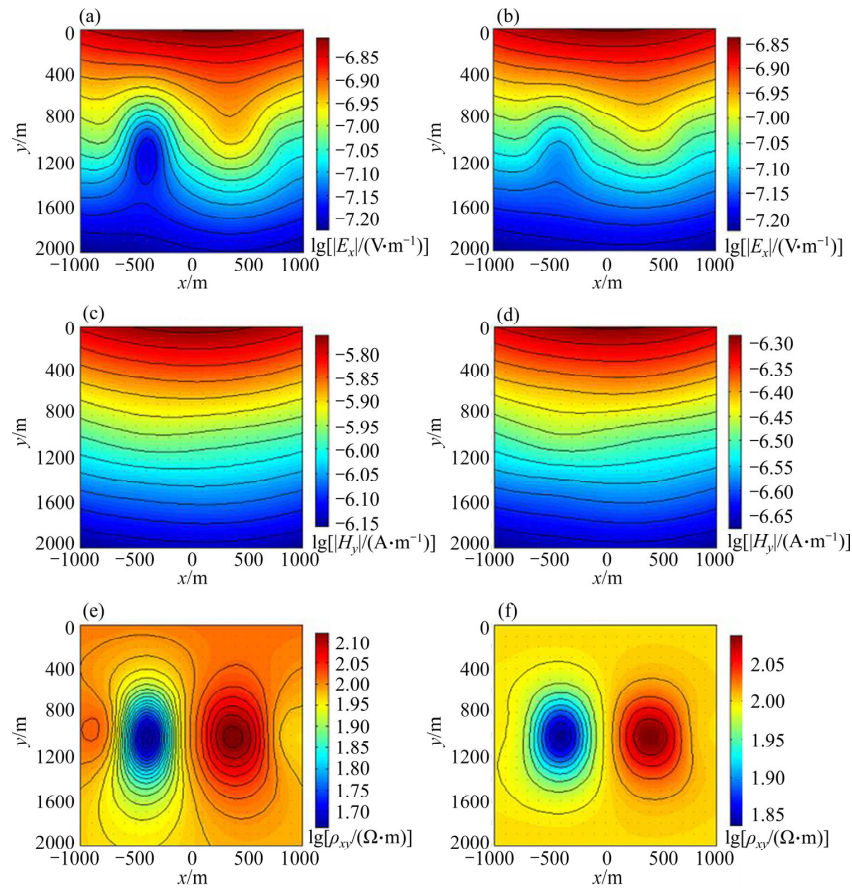 (a)
(b)
0
400
800
1200
1600
2000
y/m
−1000 −500 0 500 1000
x/m
−6.85
−6.90
−6.95
−7.00
−7.05
−7.10
−7.15
−7.20
lg[|Ex|/(V·m−1)]
0
400
800
1200
1600
2000
y/m
−1000 −500 0 500 1000
x/m
−6.85
−6.90
−6.95
−7.00
−7.05
−7.10
−7.15
−7.20
lg[|Ex|/(V·m−1)]
(c)
(d)
0
400
800
1200
1600
2000
y/m
−1000 −500 0 500 1000
x/m
−5.80
−5.85
−5.90
−5.95
−6.00
−6.05
−6.10
−6.15
lg[|Hy|/(A·m−1)]
0
400
800
1200
1600
2000
y/m
−1000 −500 0 500 1000
x/m
−6.30
−6.35
−6.40
−6.45
−6.50
−6.55
−6.60
−6.65
lg[|Hy|/(A·m−1)]
(e)
(f)
0
400
800
1200
1600
2000
y/m
−1000 −500 0 500 1000
x/m
2.10
2.05
2.00
1.95
1.90
1.85
1.80
1.75
1.70
lg[ρxy/(Ω·m)]
0
400
800
1200
1600
2000
y/m
−1000 −500 0 500 1000
x/m
2.05
2.00
1.95
1.90
1.85
lg[ρxy/(Ω·m)]